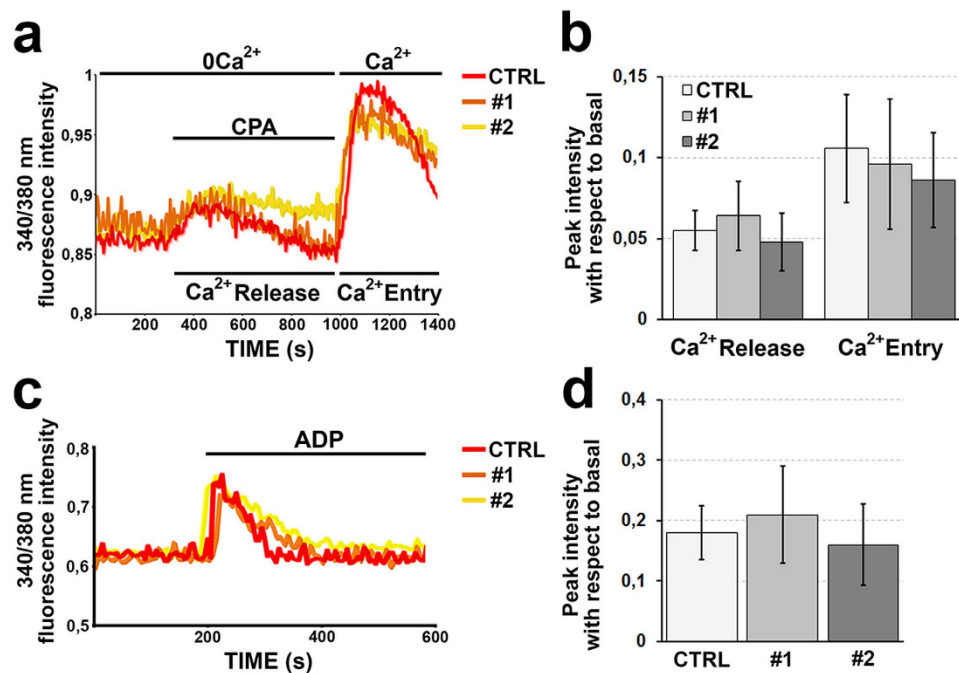 a
0Ca²⁺
Ca²⁺
CTRL
#1
#2
CPA
340/380 nm
fluorescence intensity
1
0,95
0,9
0,85
0,8
Ca²⁺ Release
Ca²⁺ Entry
200 400 600 800 1000 1200 1400
TIME (s)
b
Peak intensity
with respect to basal
0,15
0,1
0,05
0
CTRL
#1
#2
Ca²⁺ Release
Ca²⁺ Entry
c
ADP
CTRL
#1
#2
340/380 nm
fluorescence intensity
0,8
0,7
0,6
0,5
200 400 600
TIME (s)
d
Peak intensity
with respect to basal
0,4
0,3
0,2
0,1
0
CTRL #1 #2